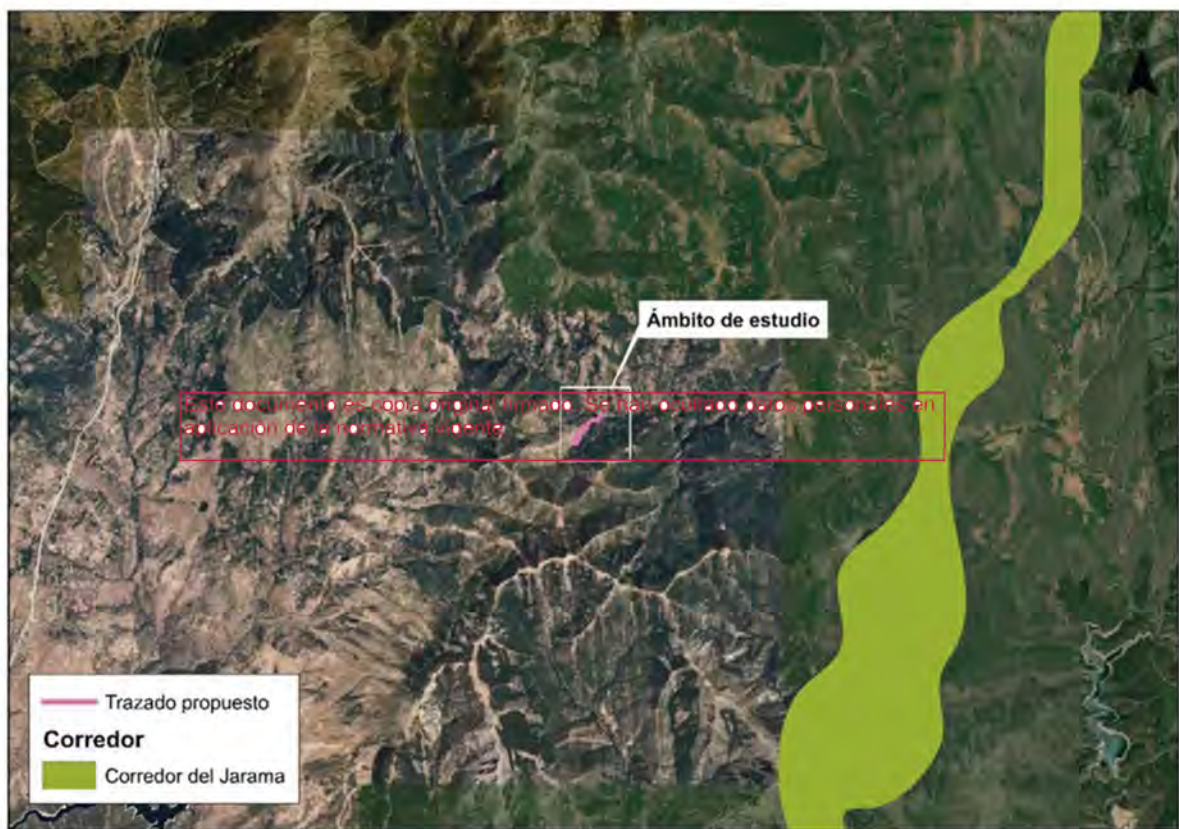 Ámbito de estudio
Este documento es copia original firmado. Se han ocultado datos personales en
aplicación de la normativa vigente
Trazado propuesto
Corredor
Corredor del Jarama